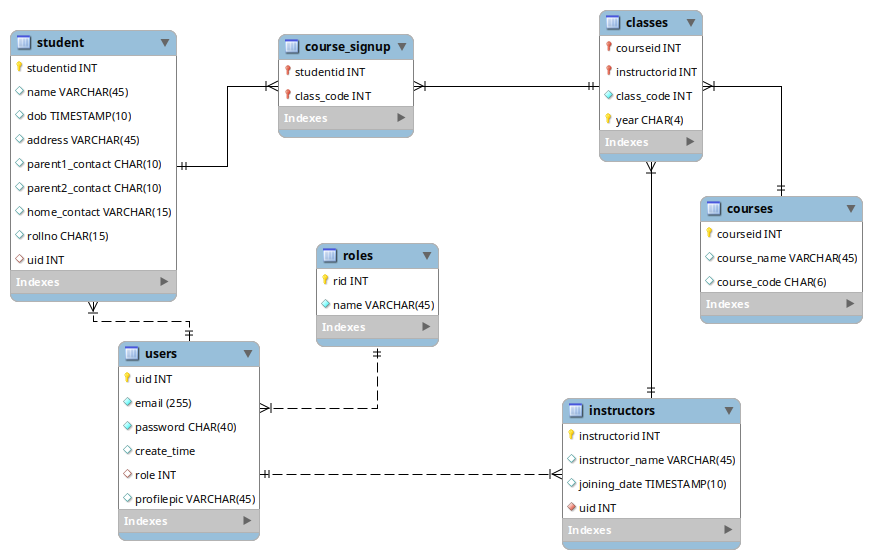 student
studentid INT
name VARCHAR(45)
dob TIMESTAMP(10)
address VARCHAR(45)
parent1_contact CHAR(10)
parent2_contact CHAR(10)
home_contact VARCHAR(15)
rollno CHAR(15)
uid INT
Indexes
course_signup
studentid INT
class_code INT
Indexes
classes
courseid INT
instructorid INT
class_code INT
year CHAR(4)
Indexes
courses
courseid INT
course_name VARCHAR(45)
course_code CHAR(6)
Indexes
roles
rid INT
name VARCHAR(45)
Indexes
users
uid INT
email (255)
password CHAR(40)
create_time
role INT
profilepic VARCHAR(45)
Indexes
instructors
instructorid INT
instructor_name VARCHAR(45)
joining_date TIMESTAMP(10)
uid INT
Indexes